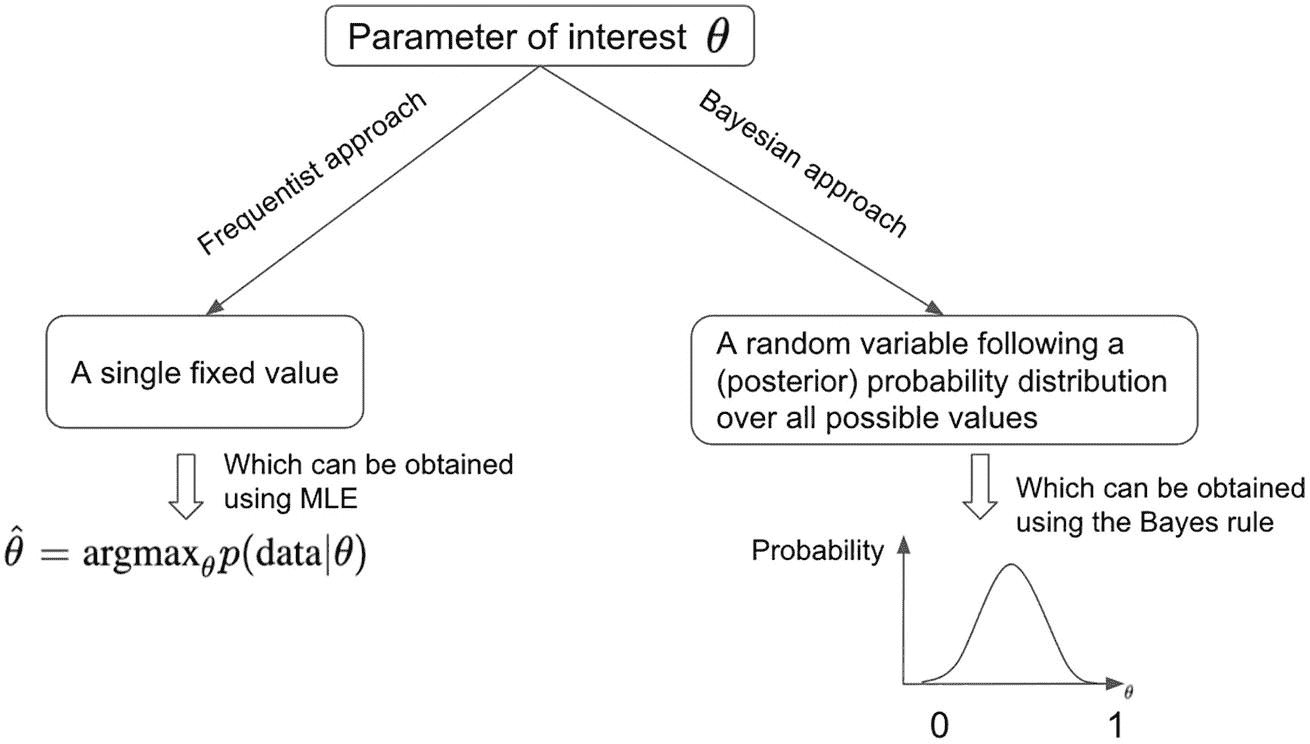 Parameter of interest θ
Frequentist approach
Bayesian approach
A single fixed value
A random variable following a
(posterior) probability distribution
over all possible values
Which can be obtained
using MLE
θ̂ = argmax_θ p(data|θ)
Which can be obtained
using the Bayes rule
Probability
θ
0 1